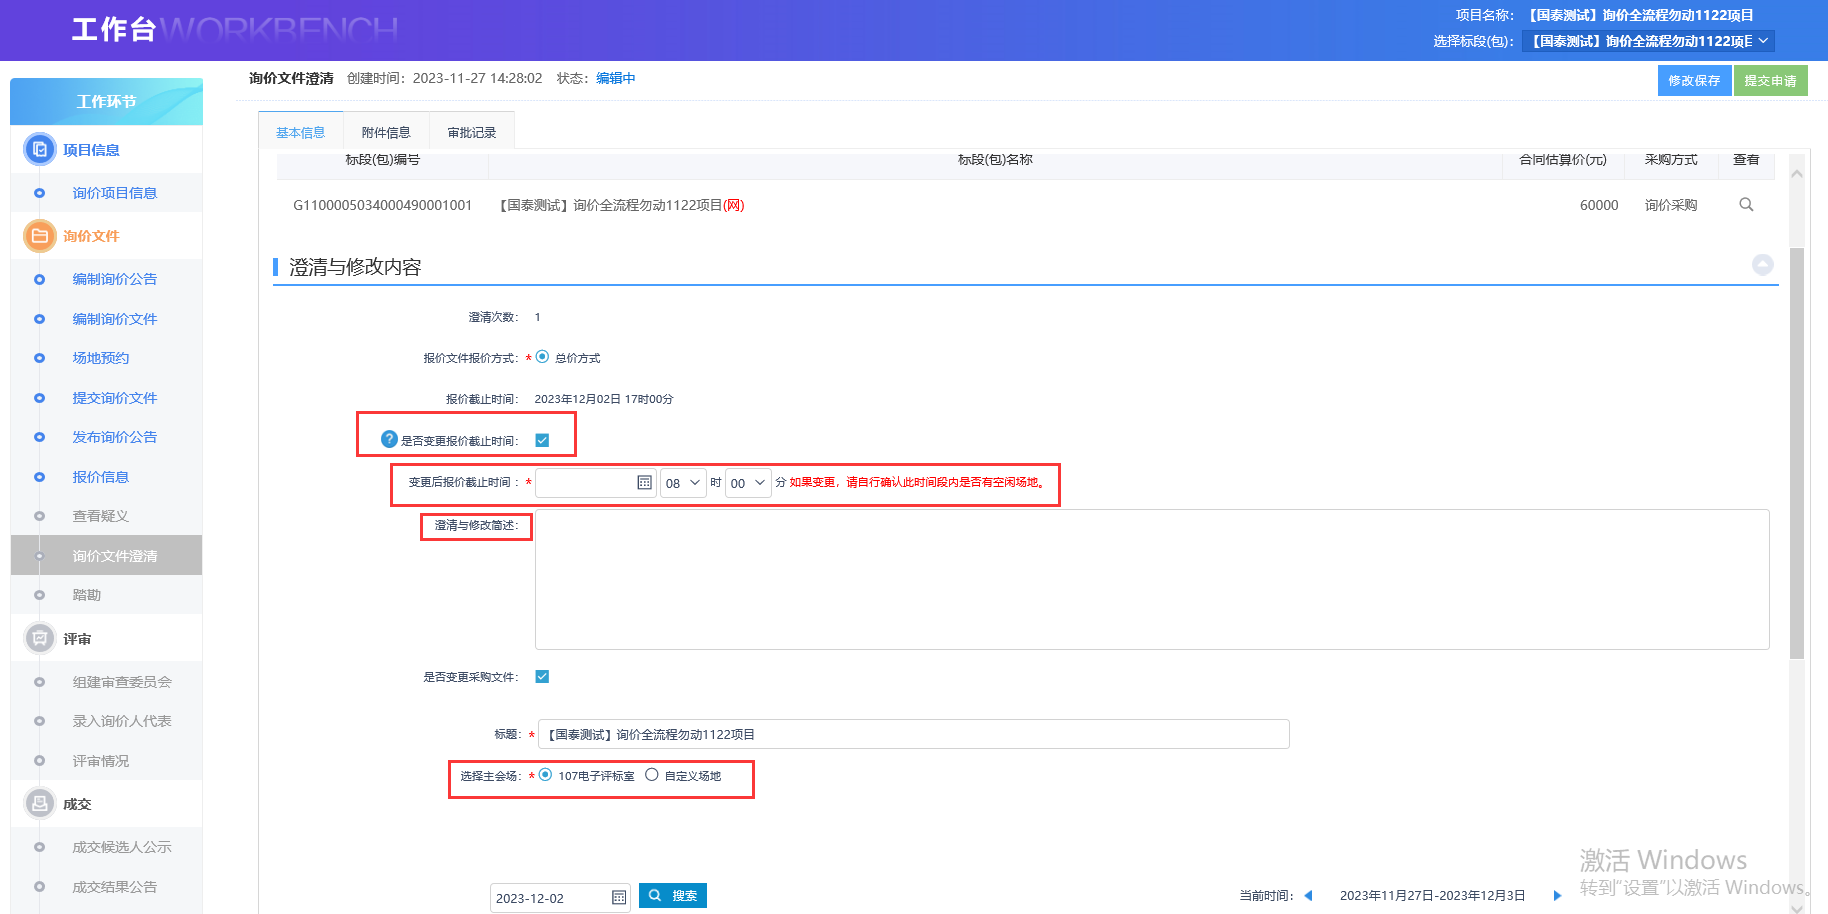 工作台WORKBENCH
项目名称： 【国泰测试】询价全流程勿动1122项目
选择标段(包)： 【国泰测试】询价全流程勿动1122项目
询价文件澄清 创建时间：2023-11-27 14:28:02 状态：编辑中
修改保存 提交申请
工作环节
项目信息
询价项目信息
询价文件
编制询价公告
编制询价文件
场地预约
提交询价文件
发布询价公告
报价信息
查看疑义
询价文件澄清
踏勘
评审
组建审查委员会
录入询价人代表
评审情况
成交
成交候选人公示
成交结果公告
基本信息 附件信息 审批记录
标段(包)编号 标段(包)名称 合同估算价(元) 采购方式 查看
G1100005034000490001001 【国泰测试】询价全流程勿动1122项目(网) 60000 询价采购
澄清与修改内容
澄清次数： 1
报价文件报价方式：* 总价方式
报价截止时间： 2023年12月02日 17时00分
?是否变更报价截止时间：
变更后报价截止时间：* 08 时 00 分 如果变更，请自行确认此时间段内是否有空闲场地。
澄清与修改简述：
是否变更采购文件：
标题：* 【国泰测试】询价全流程勿动1122项目
选择主会场：* 107电子评标室 自定义场地
2023-12-02 搜索 当前时间： 2023年11月27日-2023年12月3日
激活 Windows
转到“设置”以激活 Windows。